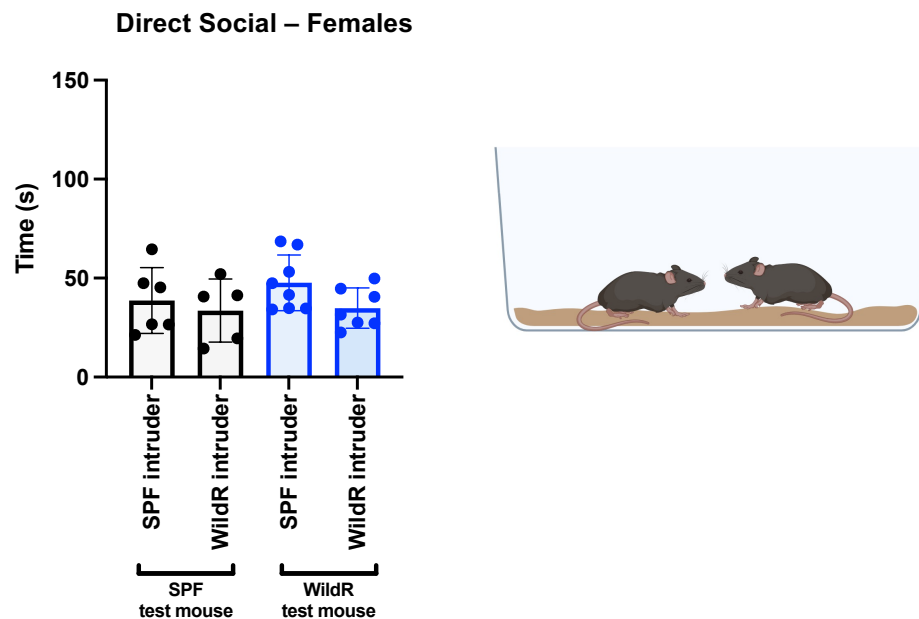 Direct Social – Females
150
100
50
0
Time (s)
SPF intruder
WildR intruder
SPF intruder
WildR intruder
SPF
test mouse
WildR
test mouse